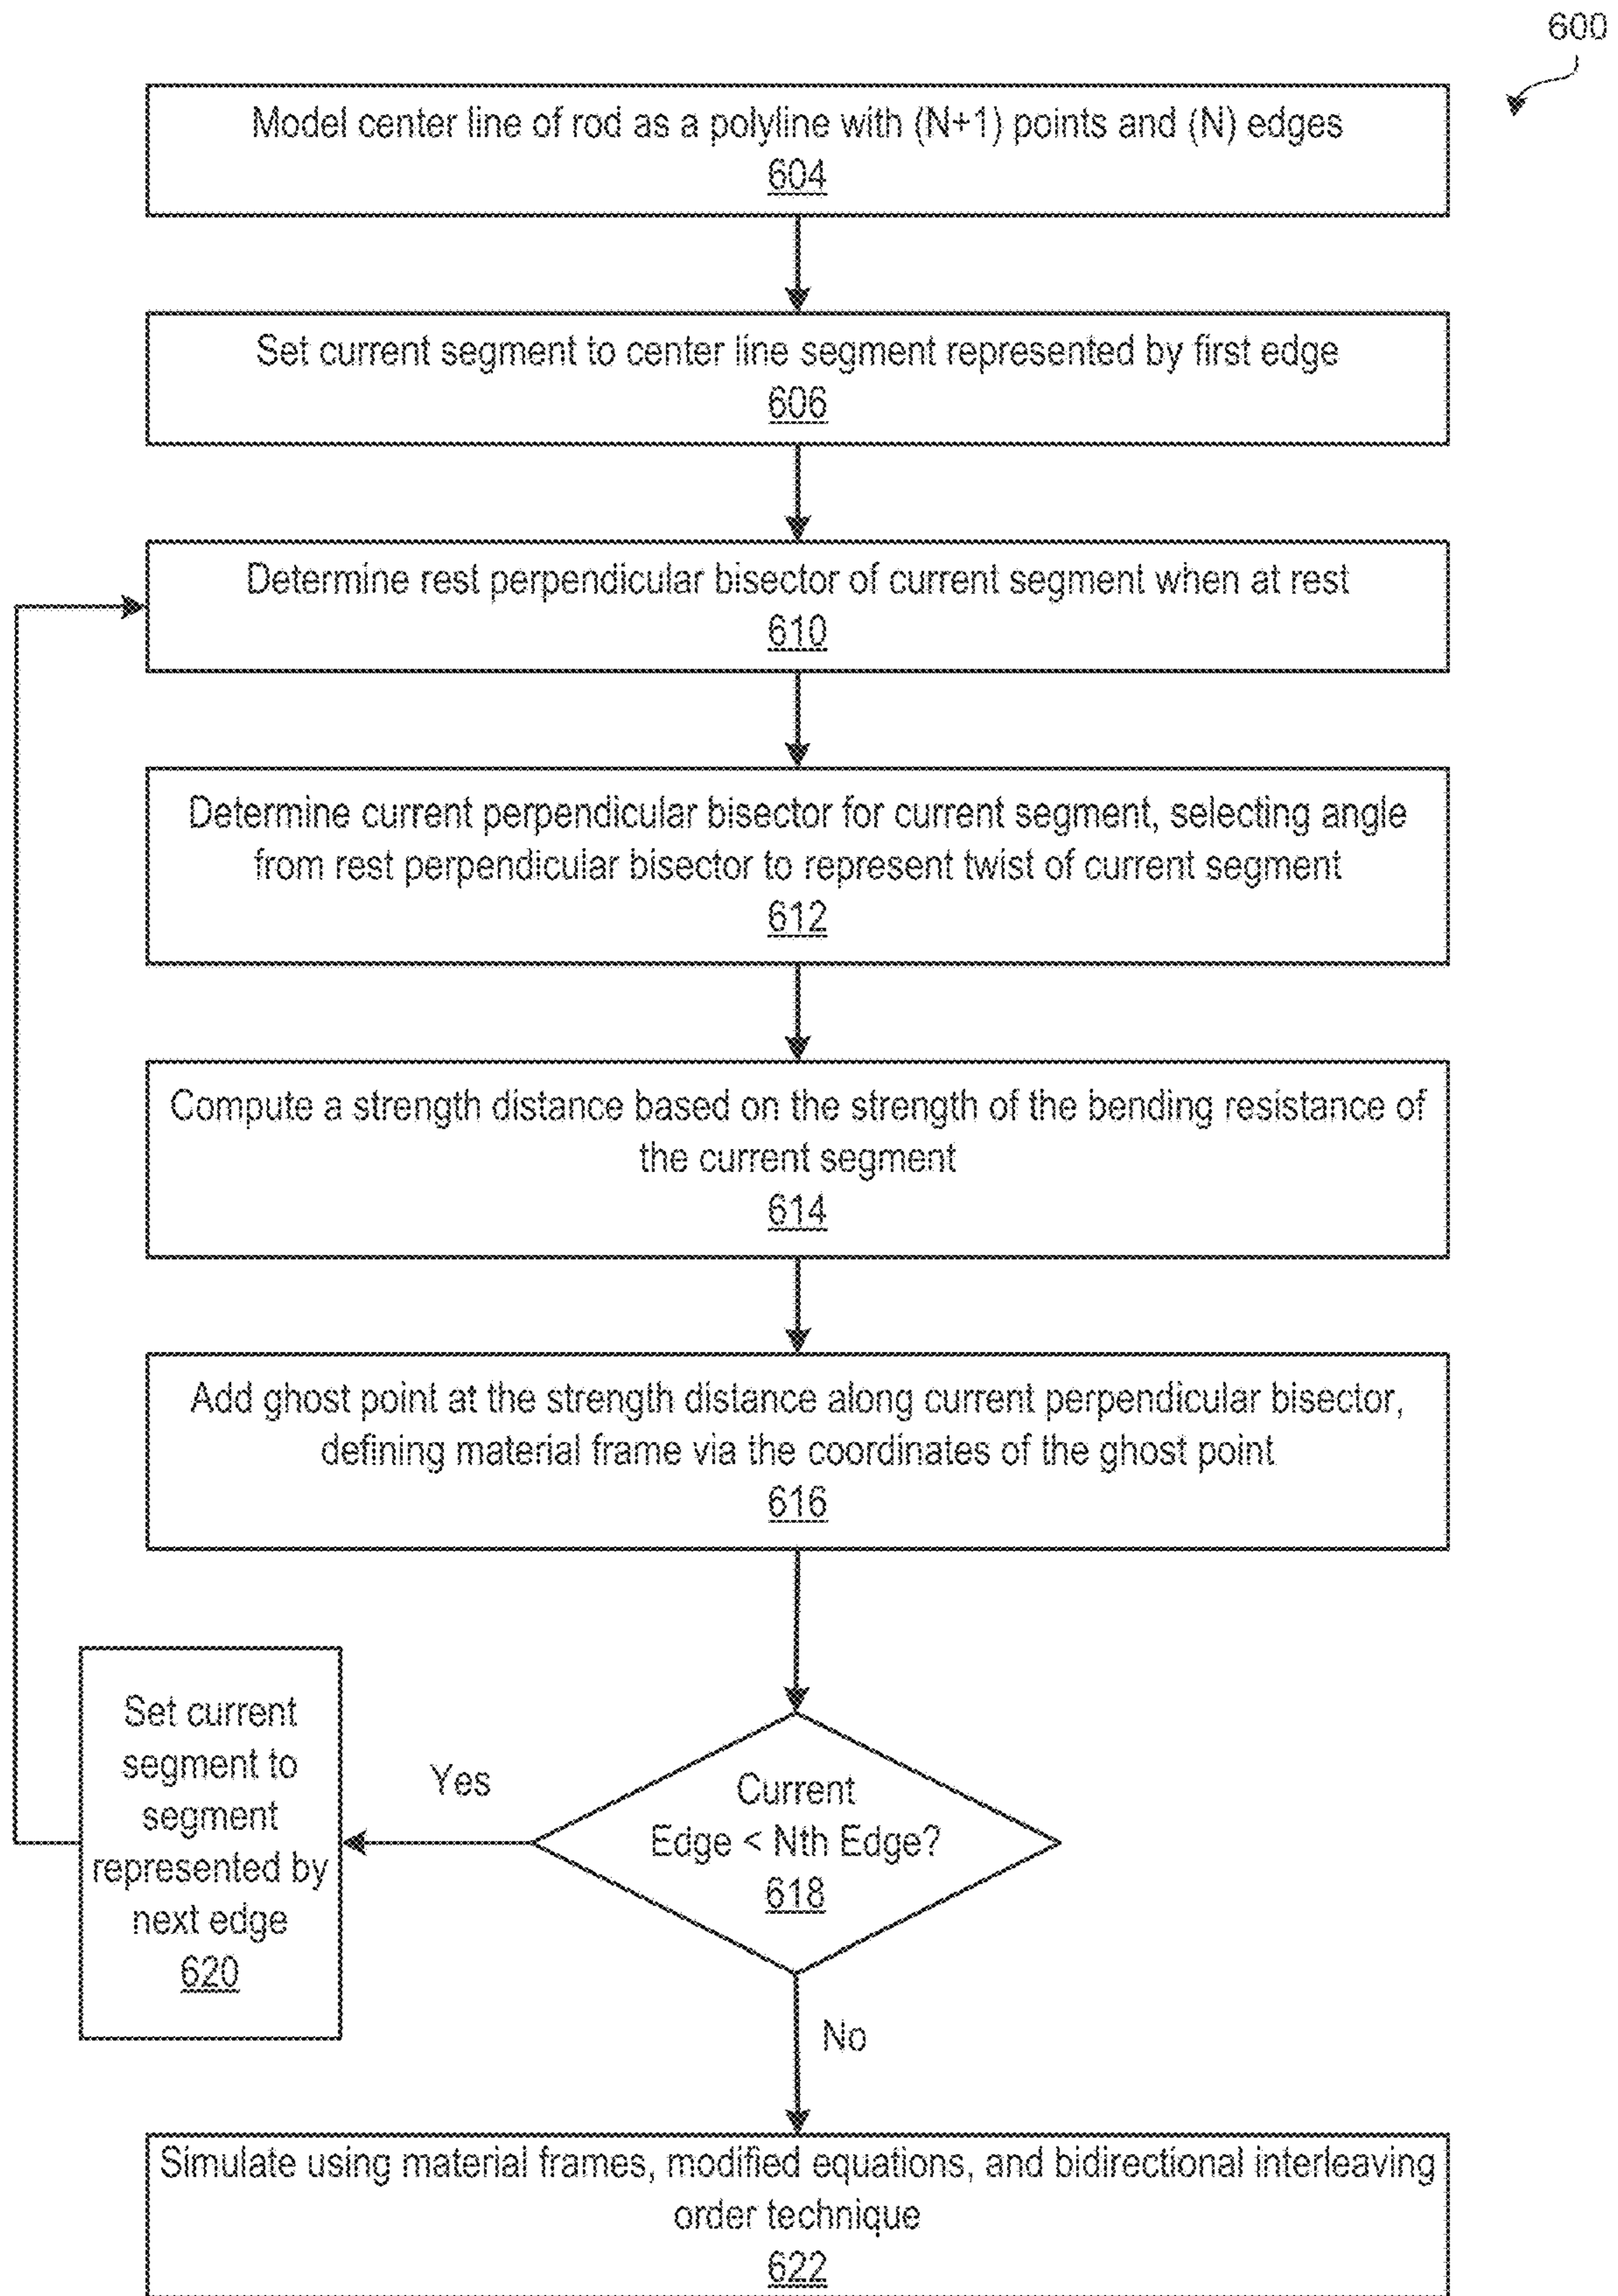 600
Model center line of rod as a polyline with (N+1) points and (N) edges
604
Set current segment to center line segment represented by first edge
606
Determine rest perpendicular bisector of current segment when at rest
610
Determine current perpendicular bisector for current segment, selecting angle
from rest perpendicular bisector to represent twist of current segment
612
Compute a strength distance based on the strength of the bending resistance of
the current segment
614
Add ghost point at the strength distance along current perpendicular bisector,
defining material frame via the coordinates of the ghost point
616
Current
Edge < Nth Edge?
618
Yes
Set current
segment to
segment
represented by
next edge
620
No
Simulate using material frames, modified equations, and bidirectional interleaving
order technique
622